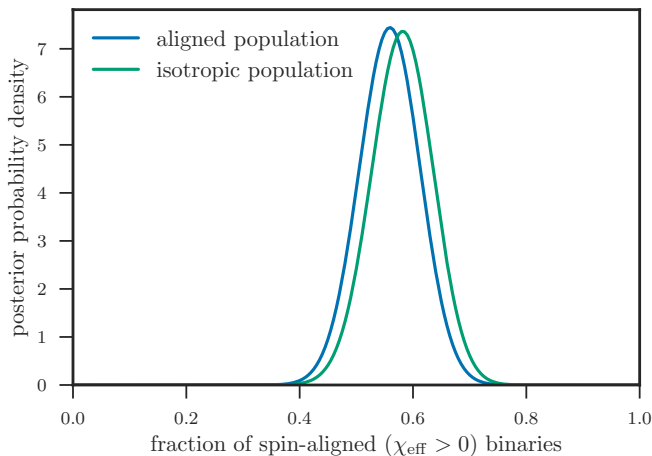 aligned population
isotropic population
posterior probability density
7
6
5
4
3
2
1
0
0.0 0.2 0.4 0.6 0.8 1.0
fraction of spin-aligned (χeff > 0) binaries